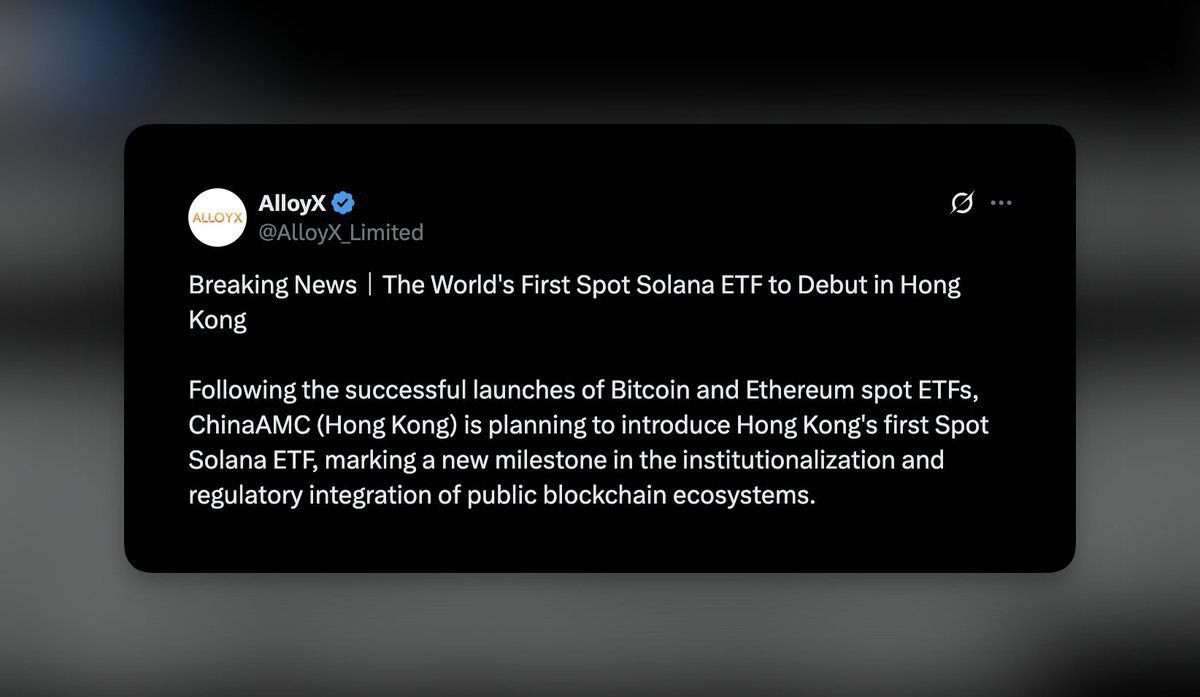 ALLOYX
AlloyX
@AlloyX_Limited
Breaking News｜The World's First Spot Solana ETF to Debut in Hong
Kong
Following the successful launches of Bitcoin and Ethereum spot ETFs,
ChinaAMC (Hong Kong) is planning to introduce Hong Kong's first Spot
Solana ETF, marking a new milestone in the institutionalization and
regulatory integration of public blockchain ecosystems.